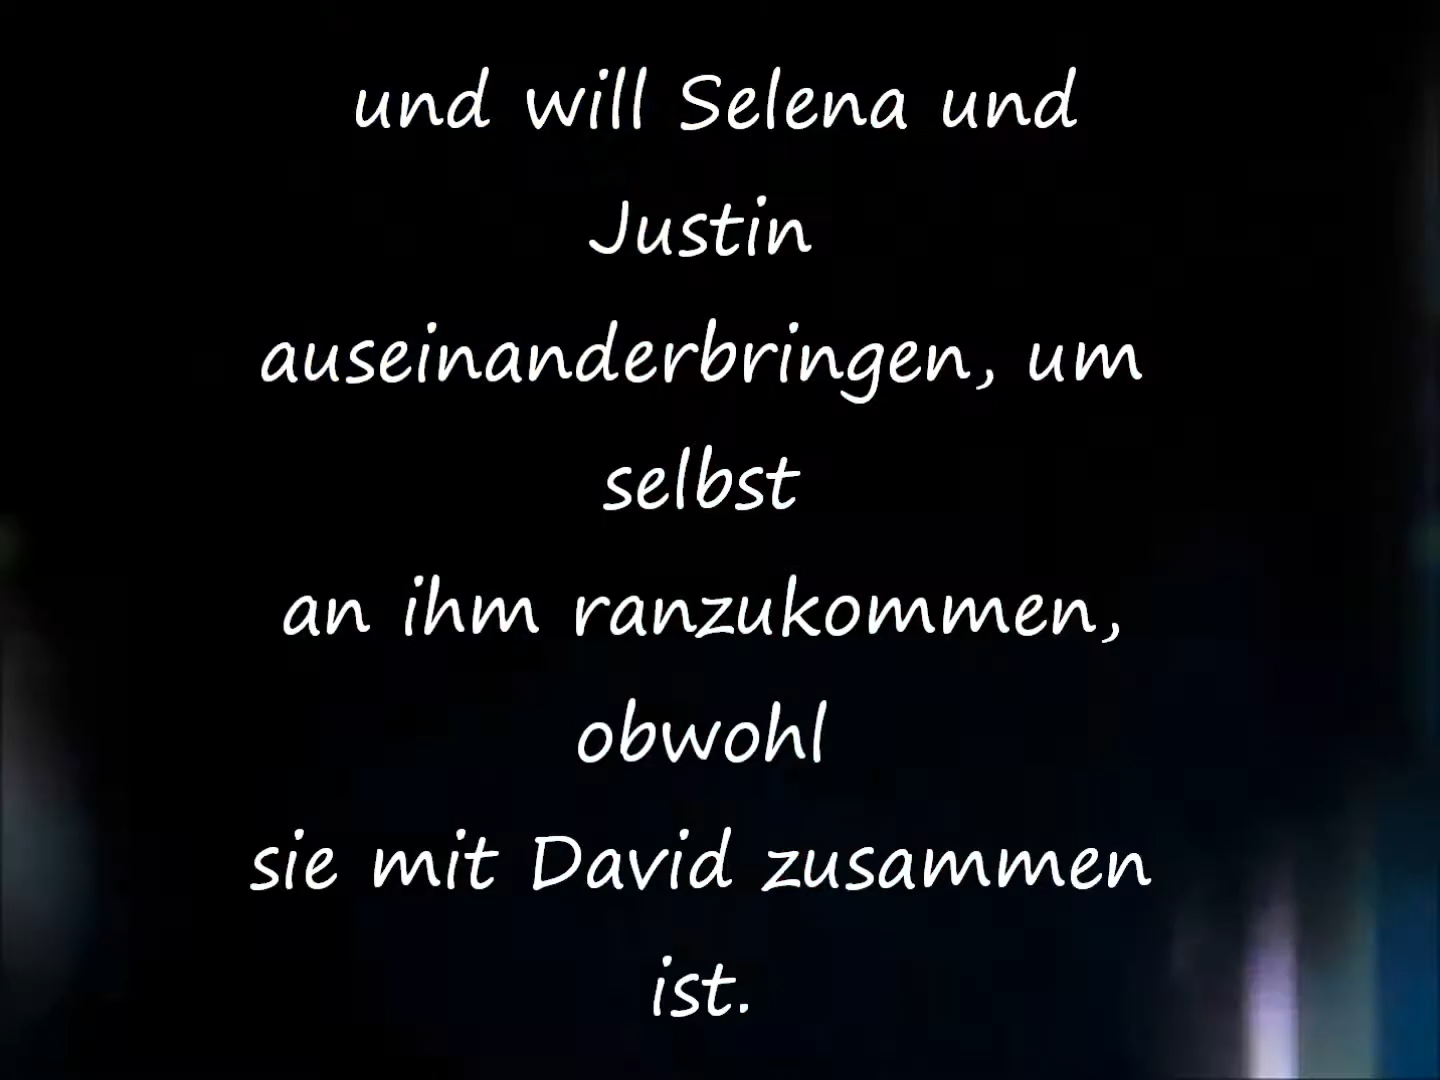 und will Selena und
Justin
auseinanderbringen, um
selbst
an ihm ranzukommen,
obwohl
sie mit David zusammen
ist.